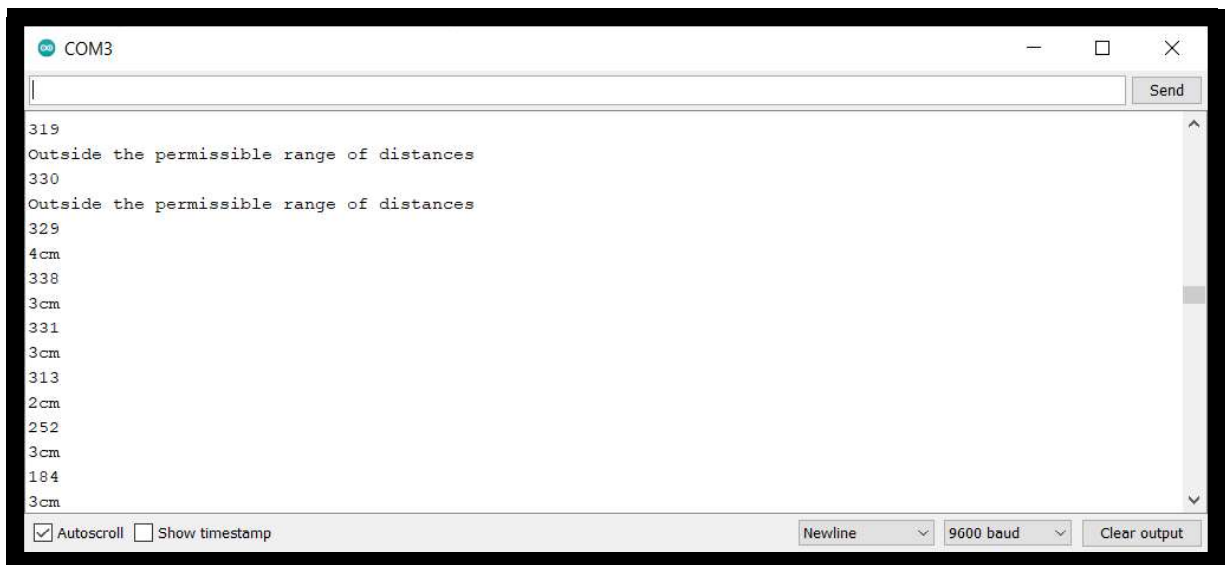 COM3
Send
319
Outside the permissible range of distances
330
Outside the permissible range of distances
329
4cm
338
3cm
331
3cm
313
2cm
252
3cm
184
3cm
Autoscroll Show timestamp Newline 9600 baud Clear output